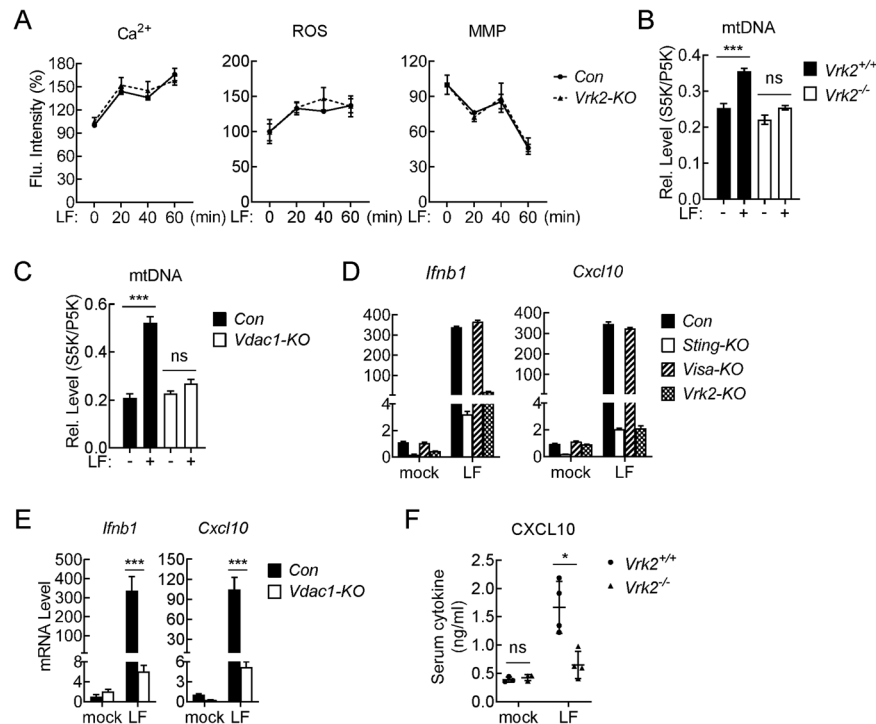 A
Ca2+
ROS
MMP
Flu. Intensity (%)
180
150
120
90
60
30
0
200
150
100
50
0
150
100
50
0
Con
Vrk2-KO
LF: 0 20 40 60 (min)
LF: 0 20 40 60 (min)
LF: 0 20 40 60 (min)
B
mtDNA
Rel. Level (S5K/P5K)
0.4
0.3
0.2
0.1
0.0
***
ns
Vrk2+/+
Vrk2-/-
LF: - + - +
C
mtDNA
Rel. Level (S5K/P5K)
0.6
0.4
0.2
0.0
***
ns
Con
Vdac1-KO
LF: - + - +
D
Ifnb1
Cxcl10
400
300
200
100
4
2
0
400
300
200
100
4
2
0
Con
Sting-KO
Visa-KO
Vrk2-KO
mock LF
mock LF
E
Ifnb1
Cxcl10
mRNA Level
500
400
300
200
100
8
4
0
150
120
90
60
30
6
3
0
***
***
Con
Vdac1-KO
mock LF
mock LF
F
CXCL10
Serum cytokine
(ng/ml)
2.5
2.0
1.5
1.0
0.5
0.0
ns
*
Vrk2+/+
Vrk2-/-
mock LF